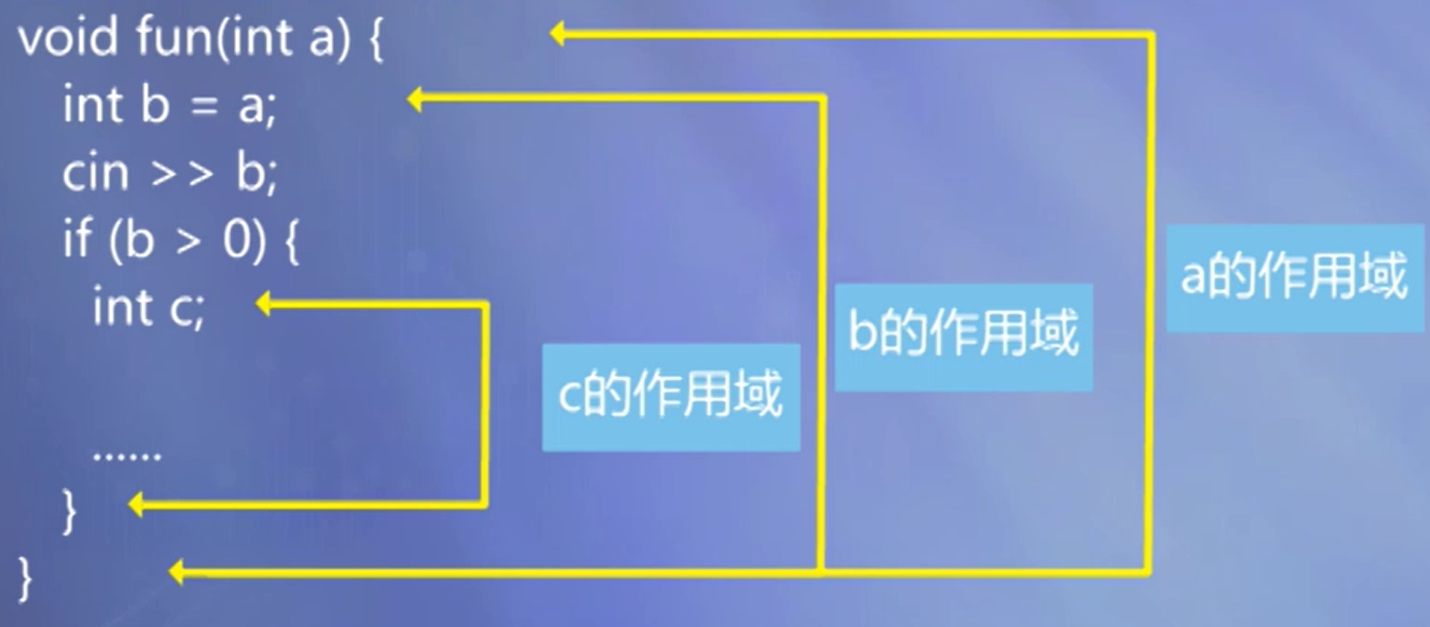 void fun(int a) {
int b = a;
cin >> b;
if (b > 0) {
int c;
......
}
}
a的作用域
b的作用域
c的作用域